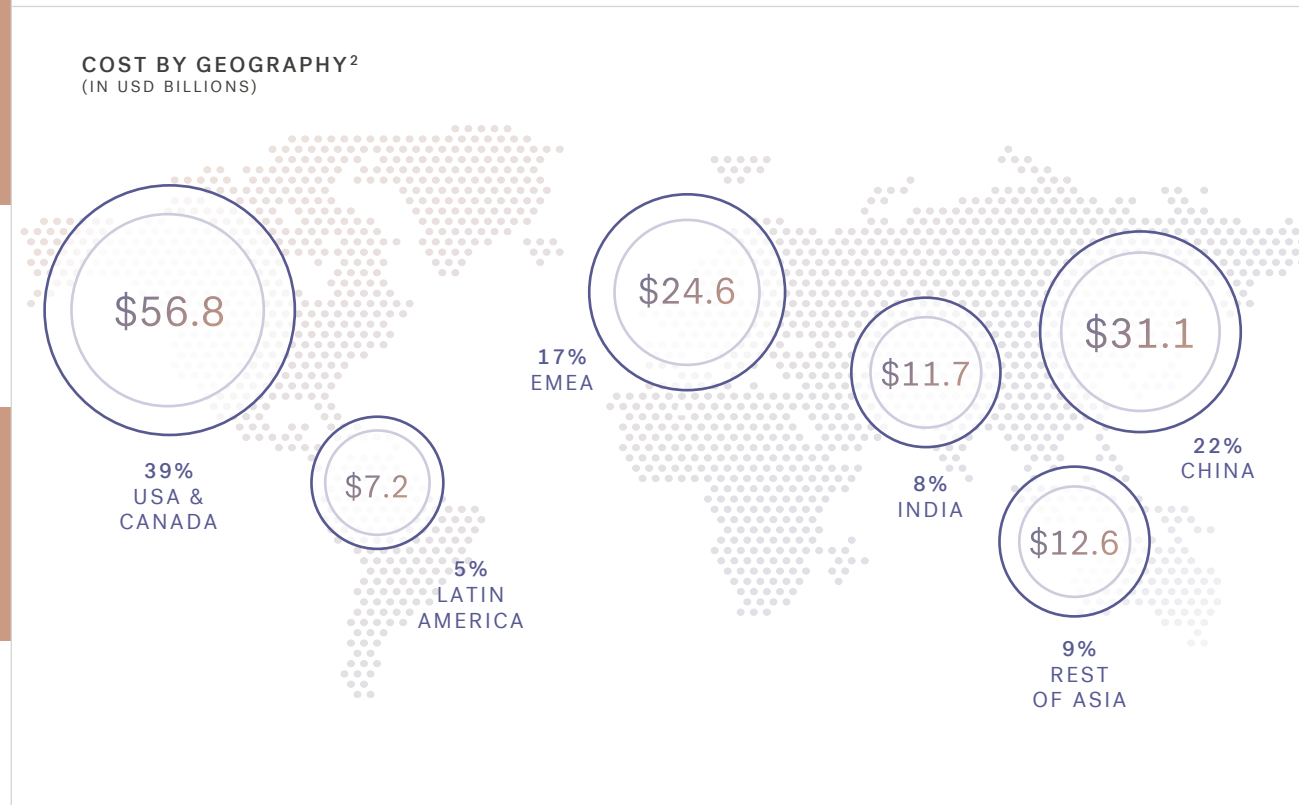 COST BY GEOGRAPHY²
(IN USD BILLIONS)
$56.8
39%
USA &
CANADA
$7.2
5%
LATIN
AMERICA
$24.6
17%
EMEA
$11.7
8%
INDIA
$31.1
22%
CHINA
$12.6
9%
REST
OF ASIA